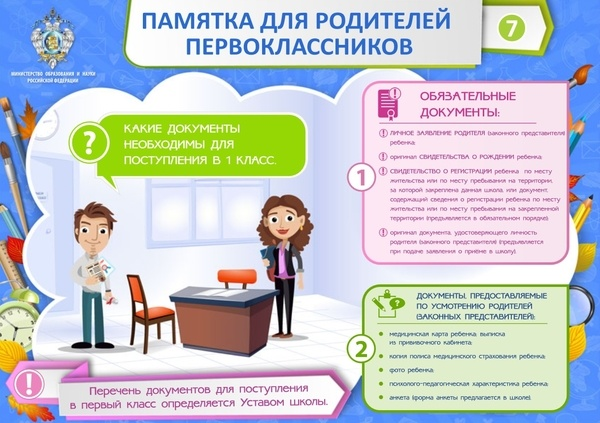 ПАМЯТКА ДЛЯ РОДИТЕЛЕЙ
ПЕРВОКЛАССНИКОВ
7
МИНИСТЕРСТВО ОБРАЗОВАНИЯ И НАУКИ
РОССИЙСКОЙ ФЕДЕРАЦИИ
?
КАКИЕ ДОКУМЕНТЫ
НЕОБХОДИМЫ ДЛЯ
ПОСТУПЛЕНИЯ В 1 КЛАСС.
ОБЯЗАТЕЛЬНЫЕ
ДОКУМЕНТЫ:
1
! ЛИЧНОЕ ЗАЯВЛЕНИЕ РОДИТЕЛЯ (законного представителя)
ребенка;
! оригинал СВИДЕТЕЛЬСТВА О РОЖДЕНИИ ребенка;
! СВИДЕТЕЛЬСТВО О РЕГИСТРАЦИИ ребенка по месту
жительства или по месту пребывания на территории,
за которой закреплена данная школа, или документ,
содержащий сведения о регистрации ребенка по месту
жительства или по месту пребывания на закрепленной
территории (предъявляется в обязательном порядке);
! оригинал документа, удостоверяющего личность
родителя (законного представителя) (предъявляется
при подаче заявления о приёме в школу).
ДОКУМЕНТЫ, ПРЕДОСТАВЛЯЕМЫЕ
ПО УСМОТРЕНИЮ РОДИТЕЛЕЙ
(ЗАКОННЫХ ПРЕДСТАВИТЕЛЕЙ):
2
• медицинская карта ребенка, выписка
из прививочного кабинета;
• копия полиса медицинского страхования ребенка;
• фото ребенка;
• психолого-педагогическая характеристика ребенка;
• анкета (форма анкеты предлагается в школе).
! Перечень документов для поступления
в первый класс определяется Уставом школы.